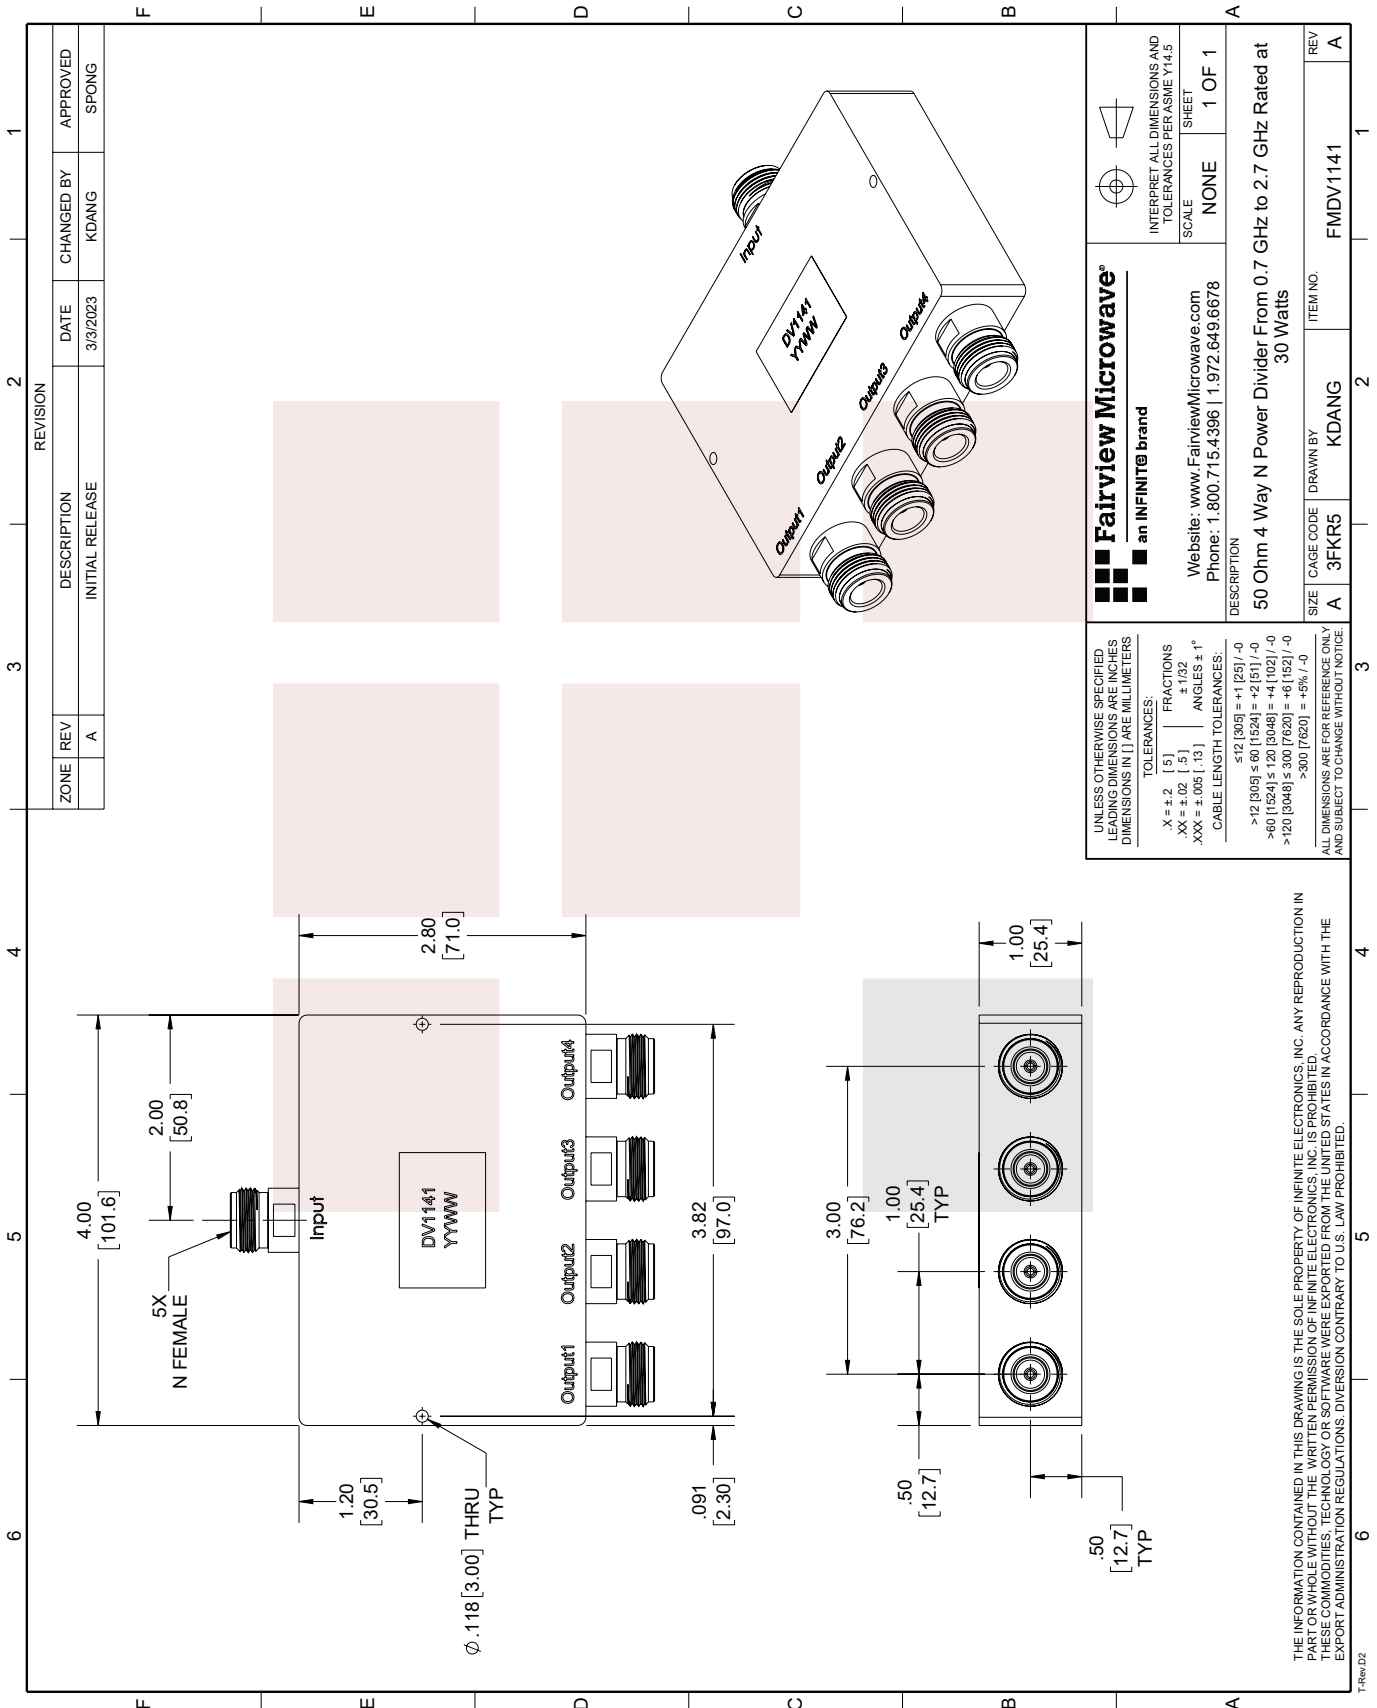 6
5
4
3
2
1
F
E
D
C
B
A
REVISION
ZONE REV DESCRIPTION DATE CHANGED BY APPROVED
A INITIAL RELEASE 3/3/2023 KDANG SPONG
4.00
[101.6]
2.00
[50.8]
5X
N FEMALE
1.20
[30.5]
Input
DV1141
YYWW
2.80
[71.0]
Ø.118 [3.00] THRU
TYP
Output1 Output2 Output3 Output4
.091
[2.30]
3.82
[97.0]
3.00
[76.2]
1.00
[25.4]
TYP
.50
[12.7]
1.00
[25.4]
.50
[12.7]
TYP
Input
DV1141
YYWW
Output1
Output2
Output3
Output4
UNLESS OTHERWISE SPECIFIED
LEADING DIMENSIONS ARE INCHES
DIMENSIONS IN [ ] ARE MILLIMETERS
TOLERANCES:
.X = ±.2 [ 5 ] FRACTIONS
.XX = ±.02 [ .5 ] ± 1/32
.XXX = ±.005 [ .13 ] ANGLES ± 1°
CABLE LENGTH TOLERANCES:
≤12 [305] = +1 [25] / -0
>12 [305] ≤ 60 [1524] = +2 [51] / -0
>60 [1524] ≤ 120 [3048] = +4 [102] / -0
>120 [3048] ≤ 300 [7620] = +6 [152] / -0
>300 [7620] = +5% / -0
ALL DIMENSIONS ARE FOR REFERENCE ONLY
AND SUBJECT TO CHANGE WITHOUT NOTICE.
Fairview Microwave®
an INFINIT@ brand
Website: www.FairviewMicrowave.com
Phone: 1.800.715.4396 | 1.972.649.6678
INTERPRET ALL DIMENSIONS AND
TOLERANCES PER ASME Y14.5
SCALE
NONE
SHEET
1 OF 1
DESCRIPTION
50 Ohm 4 Way N Power Divider From 0.7 GHz to 2.7 GHz Rated at
30 Watts
SIZE
A
CAGE CODE
3FKR5
DRAWN BY
KDANG
ITEM NO.
FMDV1141
REV
A
THE INFORMATION CONTAINED IN THIS DRAWING IS THE SOLE PROPERTY OF INFINITE ELECTRONICS, INC. ANY REPRODUCTION IN
PART OR WHOLE WITHOUT THE WRITTEN PERMISSION OF INFINITE ELECTRONICS, INC. IS PROHIBITED.
THESE COMMODITIES, TECHNOLOGY OR SOFTWARE WERE EXPORTED FROM THE UNITED STATES IN ACCORDANCE WITH THE
EXPORT ADMINISTRATION REGULATIONS. DIVERSION CONTRARY TO U.S. LAW PROHIBITED.
T-Rev.D2
6
5
4
3
2
1
F
E
D
C
B
A